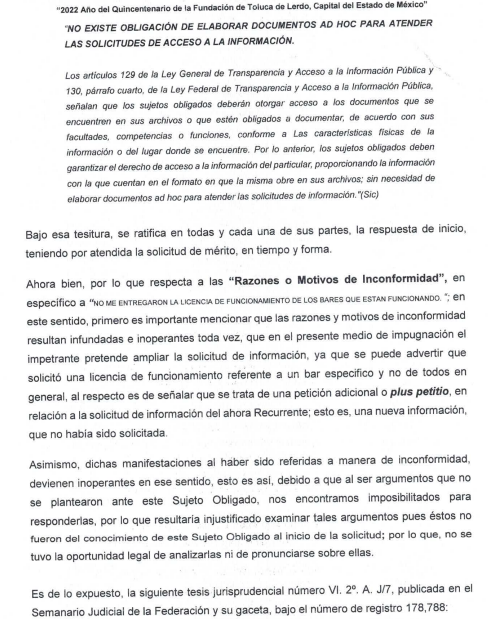 "2022 Año del Quincentenario de la Fundación de Toluca de Lerdo, Capital del Estado de México"
"NO EXISTE OBLIGACIÓN DE ELABORAR DOCUMENTOS AD HOC PARA ATENDER
LAS SOLICITUDES DE ACCESO A LA INFORMACIÓN.
Los artículos 129 de la Ley General de Transparencia y Acceso a la Información Pública y
130, párrafo cuarto, de la Ley Federal de Transparencia y Acceso a la Información Pública,
señalan que los sujetos obligados deberán otorgar acceso a los documentos que se
encuentren en sus archivos o que estén obligados a documentar, de acuerdo con sus
facultades, competencias o funciones, conforme a Las características físicas de la
información o del lugar donde se encuentre. Por lo anterior, los sujetos obligados deben
garantizar el derecho de acceso a la información del particular, proporcionando la información
con la que cuentan en el formato en que la misma obre en sus archivos; sin necesidad de
elaborar documentos ad hoc para atender las solicitudes de información."(Sic)
Bajo esa tesitura, se ratifica en todas y cada una de sus partes, la respuesta de inicio,
teniendo por atendida la solicitud de mérito, en tiempo y forma.
Ahora bien, por lo que respecta a las "Razones o Motivos de Inconformidad", en
específico a "NO ME ENTREGARON LA LICENCIA DE FUNCIONAMIENTO DE LOS BARES QUE ESTAN FUNCIONANDO. "; en
este sentido, primero es importante mencionar que las razones y motivos de inconformidad
resultan infundadas e inoperantes toda vez, que en el presente medio de impugnación el
impetrante pretende ampliar la solicitud de información, ya que se puede advertir que
solicitó una licencia de funcionamiento referente a un bar especifico y no de todos en
general, al respecto es de señalar que se trata de una petición adicional o plus petitio, en
relación a la solicitud de información del ahora Recurrente; esto es, una nueva información,
que no había sido solicitada.
Asimismo, dichas manifestaciones al haber sido referidas a manera de inconformidad,
devienen inoperantes en ese sentido, esto es así, debido a que al ser argumentos que no
se plantearon ante este Sujeto Obligado, nos encontramos imposibilitados para
responderlas, por lo que resultaría injustificado examinar tales argumentos pues éstos no
fueron del conocimiento de este Sujeto Obligado al inicio de la solicitud; por lo que, no se
tuvo la oportunidad legal de analizarlas ni de pronunciarse sobre ellas.
Es de lo expuesto, la siguiente tesis jurisprudencial número VI. 2º. A. J/7, publicada en el
Semanario Judicial de la Federación y su gaceta, bajo el número de registro 178,788: